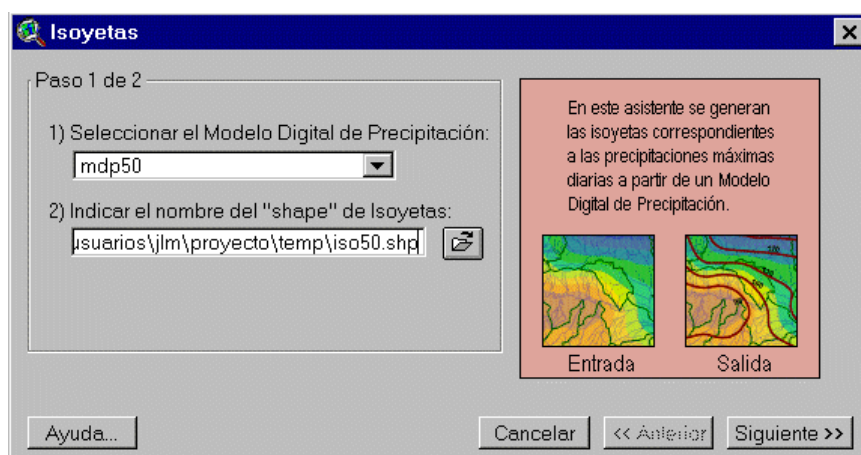 Isoyetas
Paso 1 de 2
1) Seleccionar el Modelo Digital de Precipitación:
mdp50
2) Indicar el nombre del "shape" de Isoyetas:
usuarios\jlm\proyecto\temp\iso50.shp
En este asistente se generan
las isoyetas correspondientes
a las precipitaciones máximas
diarias a partir de un Modelo
Digital de Precipitación.
Entrada
Salida
Ayuda...
Cancelar
<< Anterior
Siguiente >>